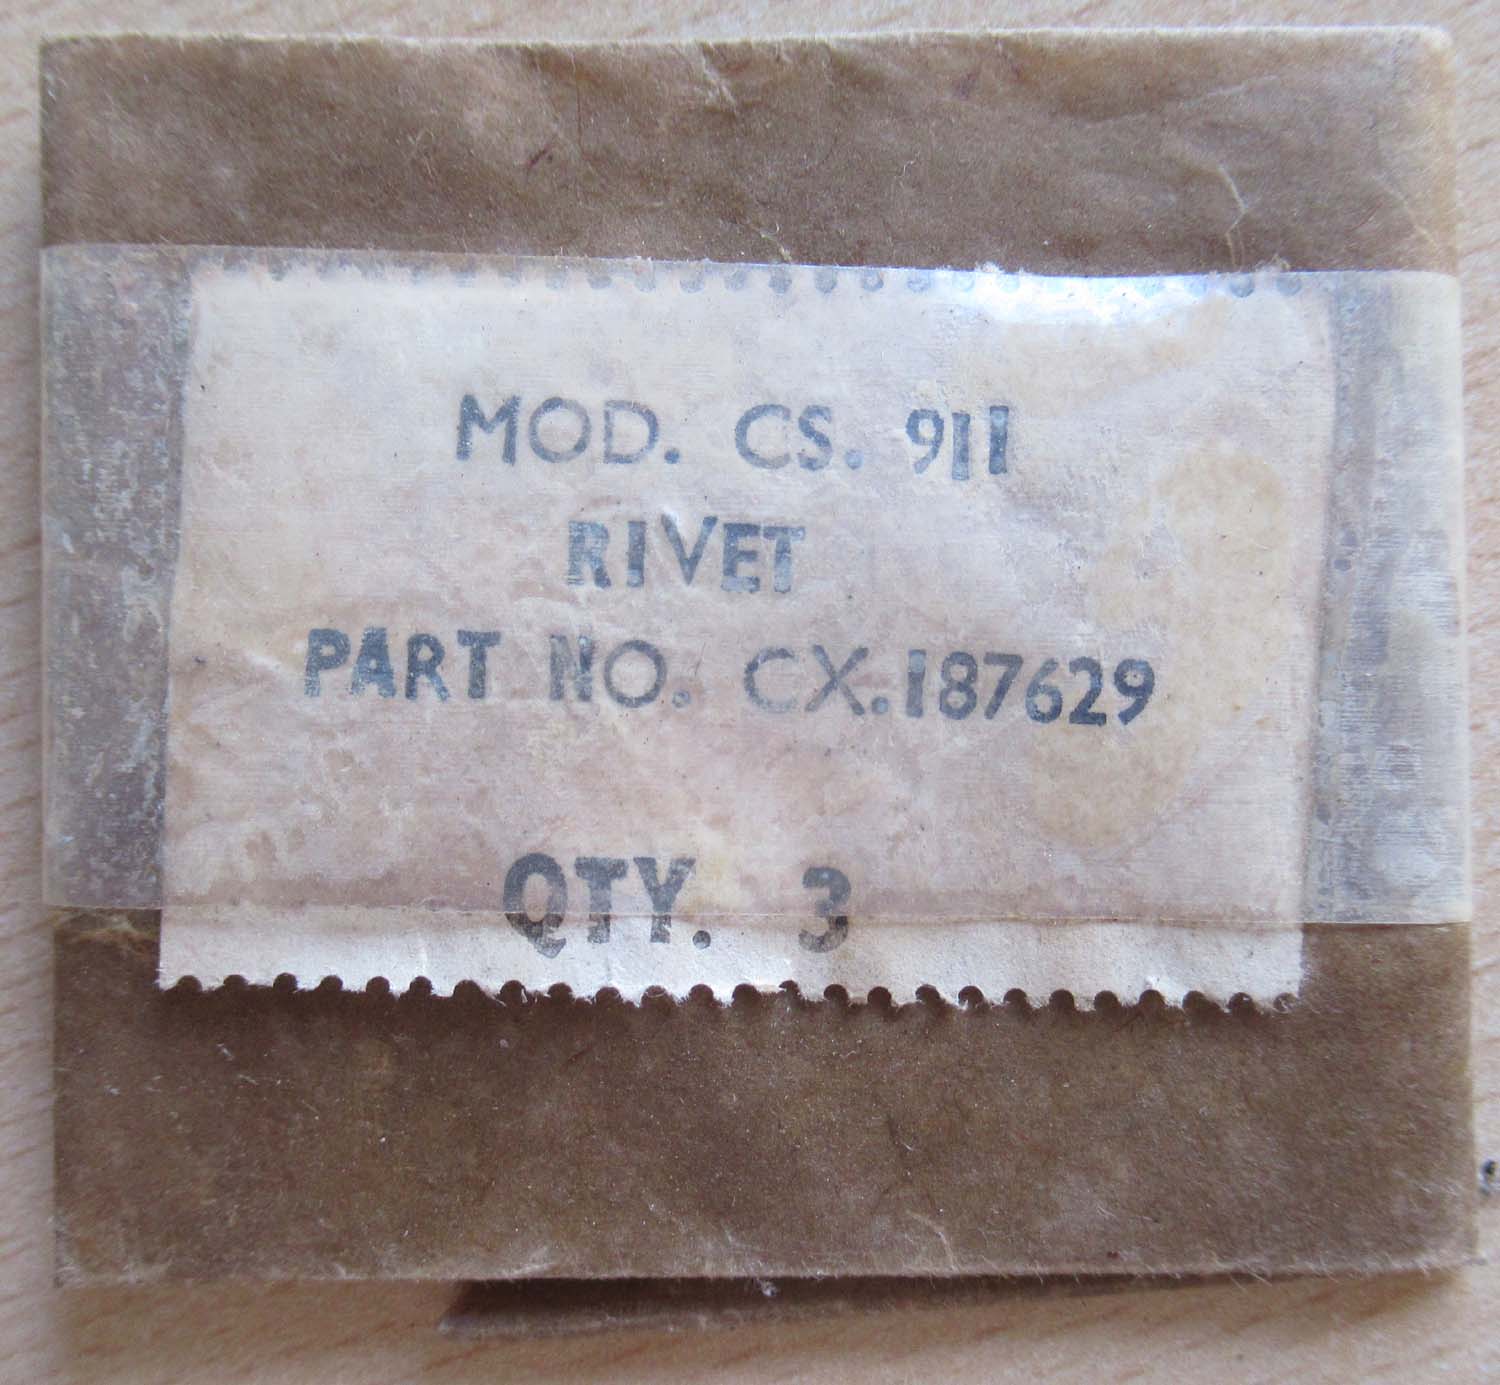 MOD. CS. 911
RIVET
PART NO. CX.187629
QTY. 3